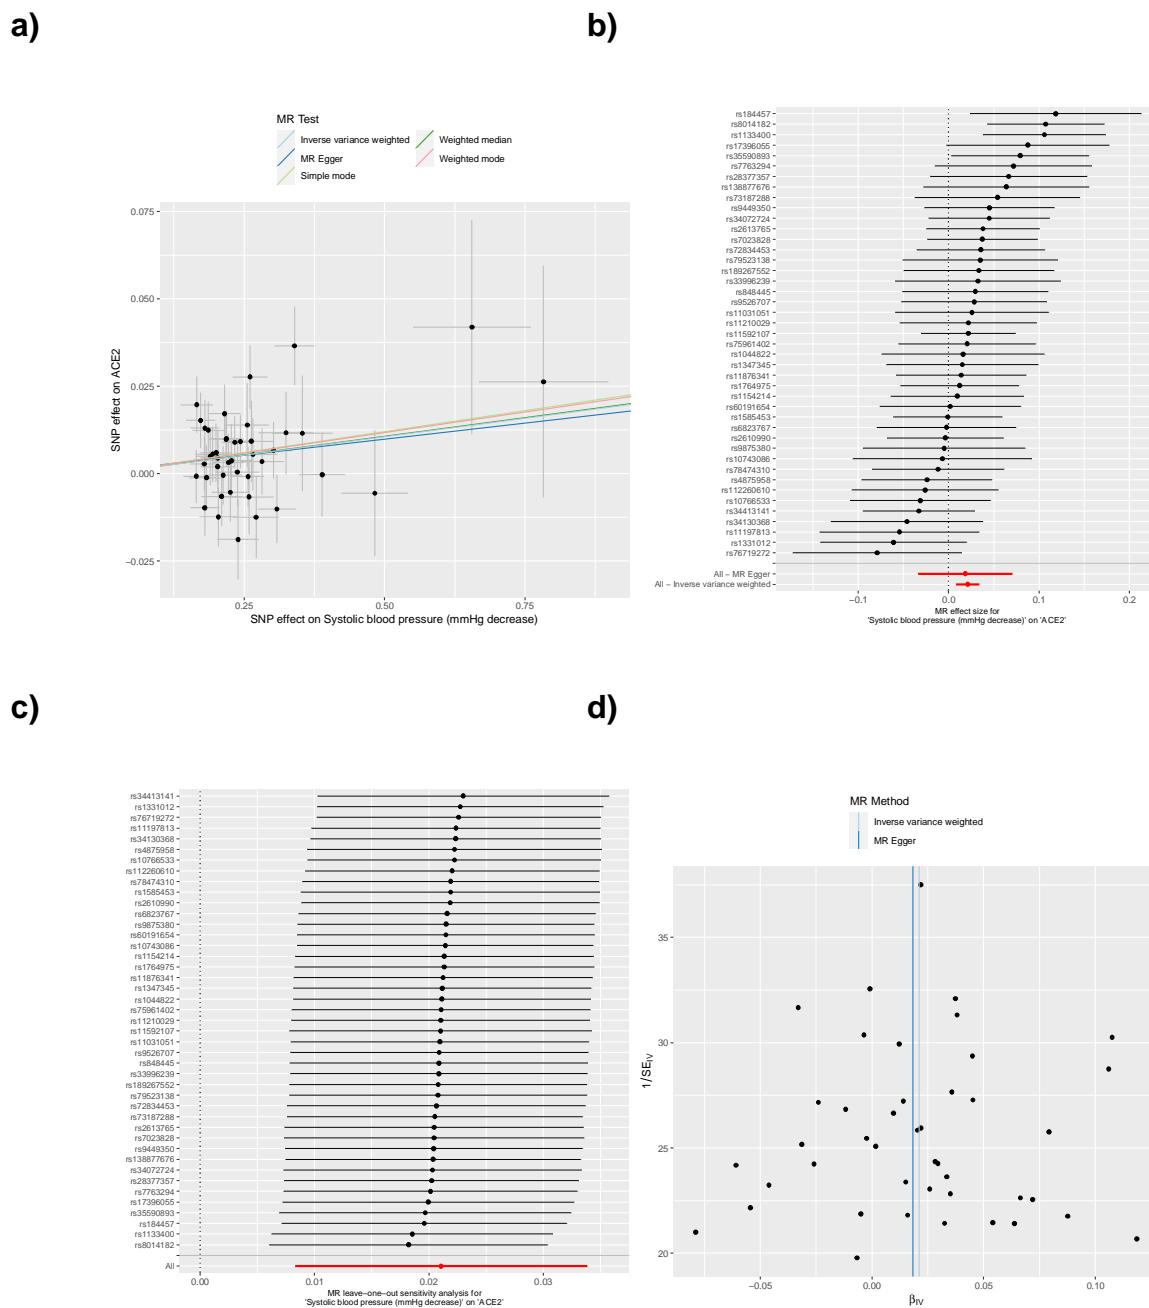 a)
MR Test
Inverse variance weighted
MR Egger
Simple mode
Weighted median
Weighted mode
SNP effect on ACE2
0.075
0.050
0.025
0.000
−0.025
0.25
0.50
0.75
SNP effect on Systolic blood pressure (mmHg decrease)
b)
rs184457
rs8014182
rs1133400
rs17396055
rs35590893
rs7763294
rs28377357
rs138877676
rs73187288
rs9449350
rs34072724
rs2613765
rs7023828
rs72834453
rs79523138
rs189267552
rs33996239
rs848445
rs9526707
rs11031051
rs11210029
rs11592107
rs75961402
rs1044822
rs1347345
rs11876341
rs1764975
rs1154214
rs60191654
rs1585453
rs6823767
rs2610990
rs9875380
rs10743086
rs78474310
rs4875958
rs112260610
rs10766533
rs34413141
rs34130368
rs11197813
rs1331012
rs76719272
All − MR Egger
All − Inverse variance weighted
−0.1
0.0
0.1
0.2
MR effect size for
'Systolic blood pressure (mmHg decrease)' on 'ACE2'
c)
rs34413141
rs1331012
rs76719272
rs11197813
rs34130368
rs4875958
rs10766533
rs112260610
rs78474310
rs1585453
rs2610990
rs6823767
rs9875380
rs60191654
rs10743086
rs1154214
rs1764975
rs11876341
rs1347345
rs1044822
rs75961402
rs11210029
rs11592107
rs11031051
rs9526707
rs848445
rs33996239
rs189267552
rs79523138
rs72834453
rs73187288
rs2613765
rs7023828
rs9449350
rs138877676
rs34072724
rs28377357
rs7763294
rs17396055
rs35590893
rs184457
rs1133400
rs8014182
All
0.00
0.01
0.02
0.03
MR leave−one−out sensitivity analysis for
'Systolic blood pressure (mmHg decrease)' on 'ACE2'
d)
MR Method
Inverse variance weighted
MR Egger
1/SE_IV
35
30
25
20
−0.05
0.00
0.05
0.10
β_IV